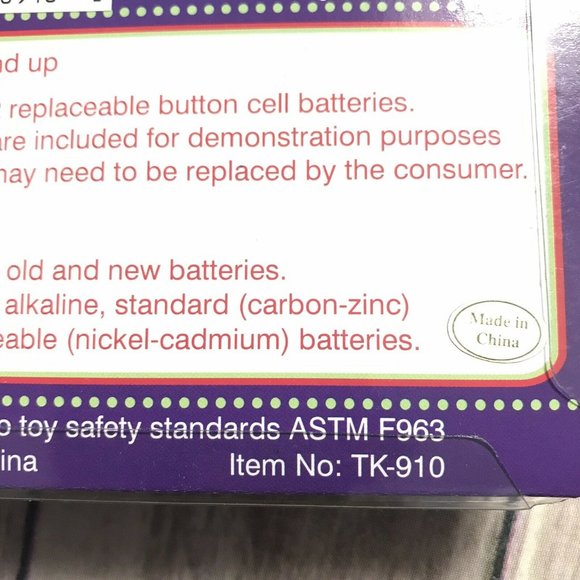 nd up
replaceable button cell batteries.
are included for demonstration purposes
may need to be replaced by the consumer.
old and new batteries.
alkaline, standard (carbon-zinc)
eable (nickel-cadmium) batteries.
Made in
China
o toy safety standards ASTM F963
ina
Item No: TK-910